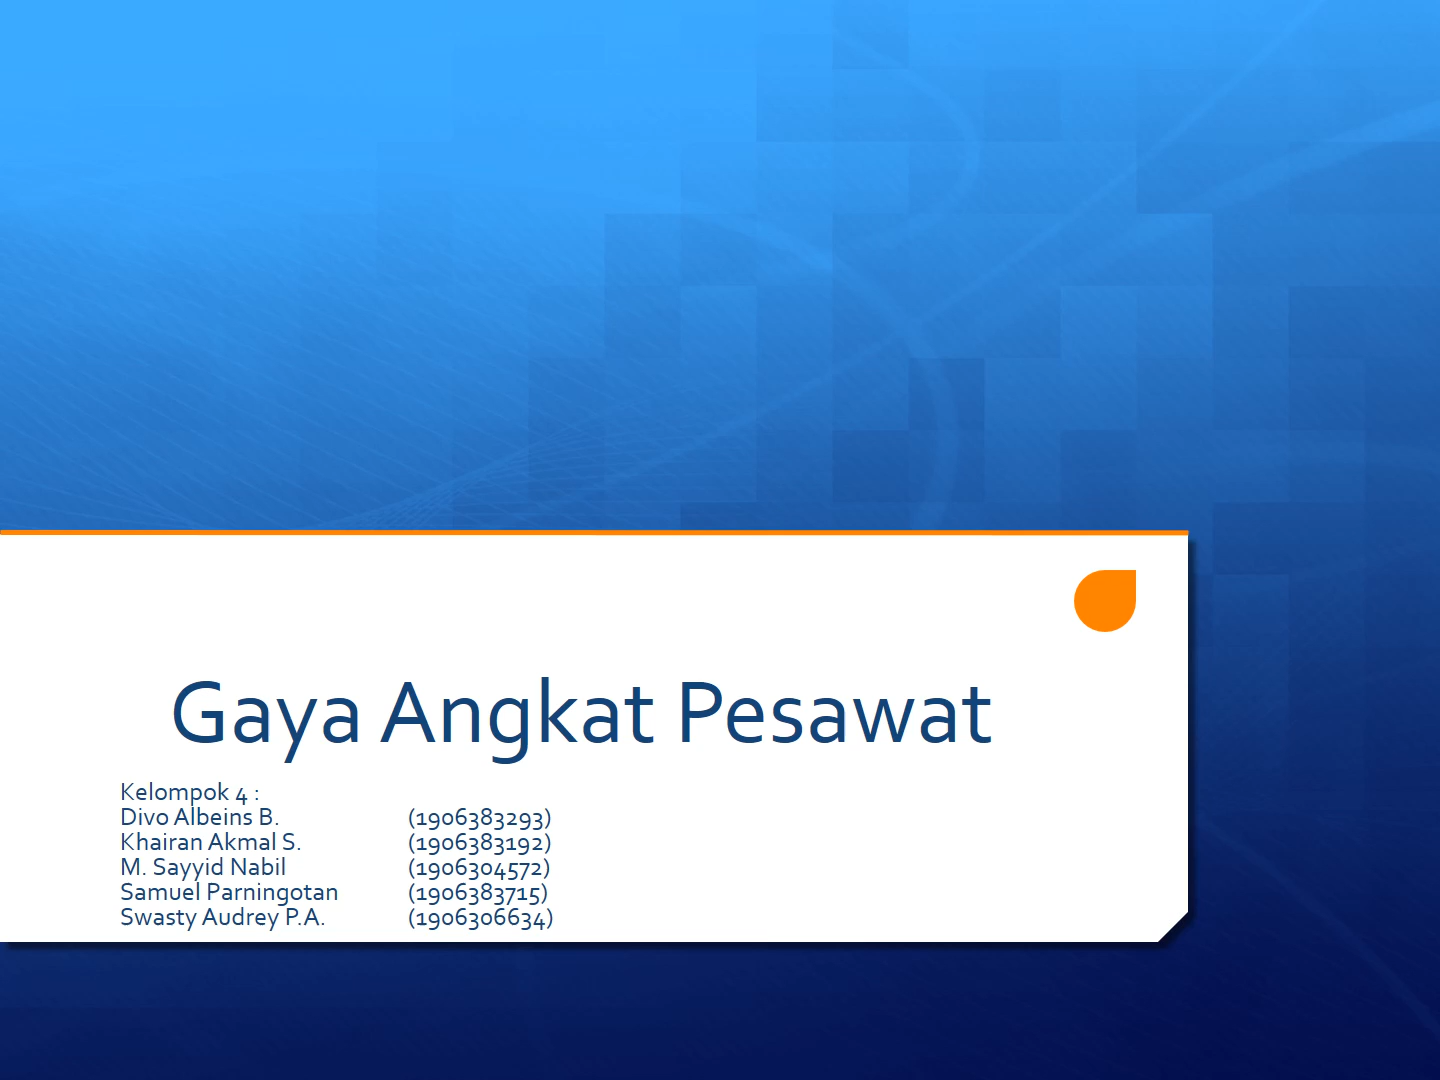 Gaya Angkat Pesawat
Kelompok 4 :
Divo Albeins B. (1906383293)
Khairan Akmal S. (1906383192)
M. Sayyid Nabil (1906304572)
Samuel Parningotan (1906383715)
Swasty Audrey P.A. (1906306634)